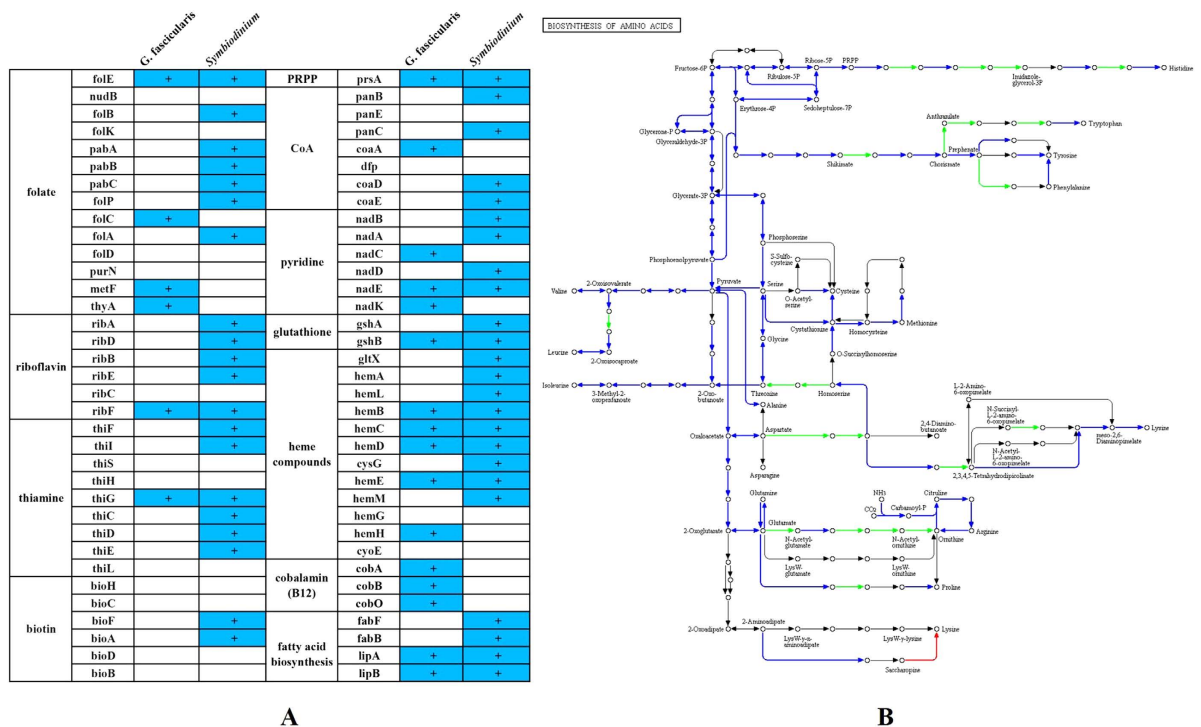 G. fascicularis Symbiodinium G. fascicularis Symbiodinium
folate folE + + PRPP prsA + +
nudB CoA panB +
folB + panE
folK panC +
pabA + coaA +
pabB + dfp
pabC + coaD +
folP + coaE +
folC + pyridine nadB +
folA + nadA +
folD nadC +
purN nadD +
metF + nadE + +
thyA + nadK +
riboflavin ribA + glutathione gshA +
ribD + gshB + +
ribB + heme compounds gltX +
ribE + hemA +
ribC hemL +
ribF + + hemB + +
thiamine thiF + hemC + +
thiI + hemD + +
thiS cysG +
thiH hemE + +
thiG + + hemM +
thiC + hemG
thiD + hemH +
thiE + cyoE
thiL cobalamin (B12) cobA +
biotin bioH cobB +
bioC cobO +
bioF + fatty acid biosynthesis fabF +
bioA + fabB +
bioD lipA + +
bioB lipB + +
A
BIOSYNTHESIS OF AMINO ACIDS
Fructose-6P
Ribulose-5P
Ribose-5P
PRPP
Imidazole-
glycerol-3P
Histidine
Erythrose-4P
Sedoheptulose-7P
Glycerone-P
Glyceraldehyde-3P
Anthranilate
Tryptophan
Shikimate
Chorismate
Prephenate
Tyrosine
Phenylalanine
Glycerate-3P
Phosphoserine
Phosphoenolpyruvate
S-Sulfo-
cysteine
Pyruvate
Serine
Cysteine
O-Acetyl-
serine
2-Oxoisovalerate
Valine
Cystathionine
Homocysteine
Methionine
Glycine
Leucine
2-Oxoisocaproate
O-Succinylhomoserine
Isoleucine
3-Methyl-2-
oxopentanoate
2-Oxo-
butanoate
Threonine
Homoserine
Alanine
L-2-Amino-
6-oxopimelate
N-Succinyl-
L-2-amino-
6-oxopimelate
Oxaloacetate
Aspartate
2,4-Diamino-
butanoate
Lysine
meso-2,6-
Diaminopimelate
N-Acetyl-
L-2-amino-
6-oxopimelate
Asparagine
2,3,4,5-Tetrahydrodipicolinate
Glutamine
NH3
Citruline
CO2
Carbamoyl-P
2-Oxoglutarate
Glutamate
N-Acetyl-
glutamate
N-Acetyl-
ornitine
Ornitine
Arginine
LysW-
glutamate
LysW-
ornitine
Proline
2-Oxoadipate
2-Aminoadipate
LysW-γ-α-
aminoadipate
LysW-γ-lysine
Lysine
Saccharopine
B